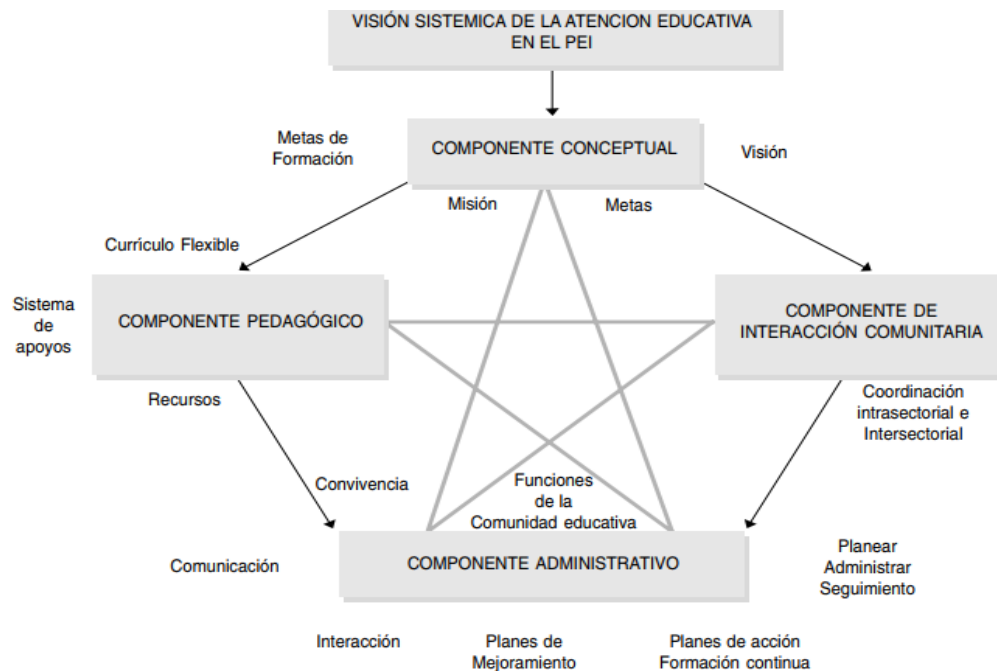 VISIÓN SISTEMICA DE LA ATENCION EDUCATIVA
EN EL PEI
Metas de
Formación
COMPONENTE CONCEPTUAL
Visión
Misión
Metas
Currículo Flexible
Sistema
de
apoyos
COMPONENTE PEDAGÓGICO
COMPONENTE DE
INTERACCIÓN COMUNITARIA
Recursos
Coordinación
intrasectorial e
Intersectorial
Convivencia
Funciones
de la
Comunidad educativa
Comunicación
COMPONENTE ADMINISTRATIVO
Planear
Administrar
Seguimiento
Interacción
Planes de
Mejoramiento
Planes de acción
Formación continua